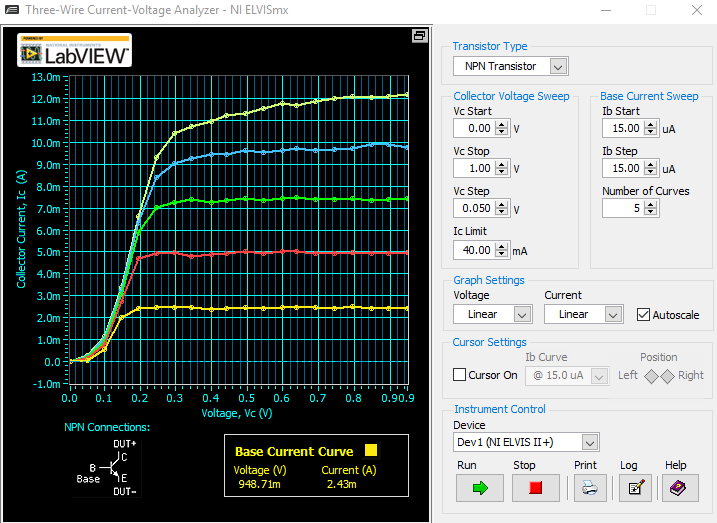 Three-Wire Current-Voltage Analyzer - NI ELVISmx
POWERED BY
NATIONAL INSTRUMENTS
LabVIEW™
13.0m
12.0m
11.0m
10.0m
9.0m
8.0m
7.0m
6.0m
5.0m
4.0m
3.0m
2.0m
1.0m
0.0
-1.0m
Collector Current, Ic (A)
0.0 0.1 0.2 0.3 0.4 0.5 0.6 0.7 0.8 0.9 0.9
Voltage, Vc (V)
NPN Connections:
DUT+
C
B
Base
E
DUT-
Base Current Curve
Voltage (V) Current (A)
948.71m 2.43m
Transistor Type
NPN Transistor
Collector Voltage Sweep
Vc Start
0.00 V
Vc Stop
1.00 V
Vc Step
0.050 V
Ic Limit
40.00 mA
Base Current Sweep
Ib Start
15.00 uA
Ib Step
15.00 uA
Number of Curves
5
Graph Settings
Voltage Current
Linear Linear Autoscale
Cursor Settings
Ib Curve Position
Cursor On @ 15.0 uA Left Right
Instrument Control
Device
Dev1 (NI ELVIS II+)
Run Stop Print Log Help